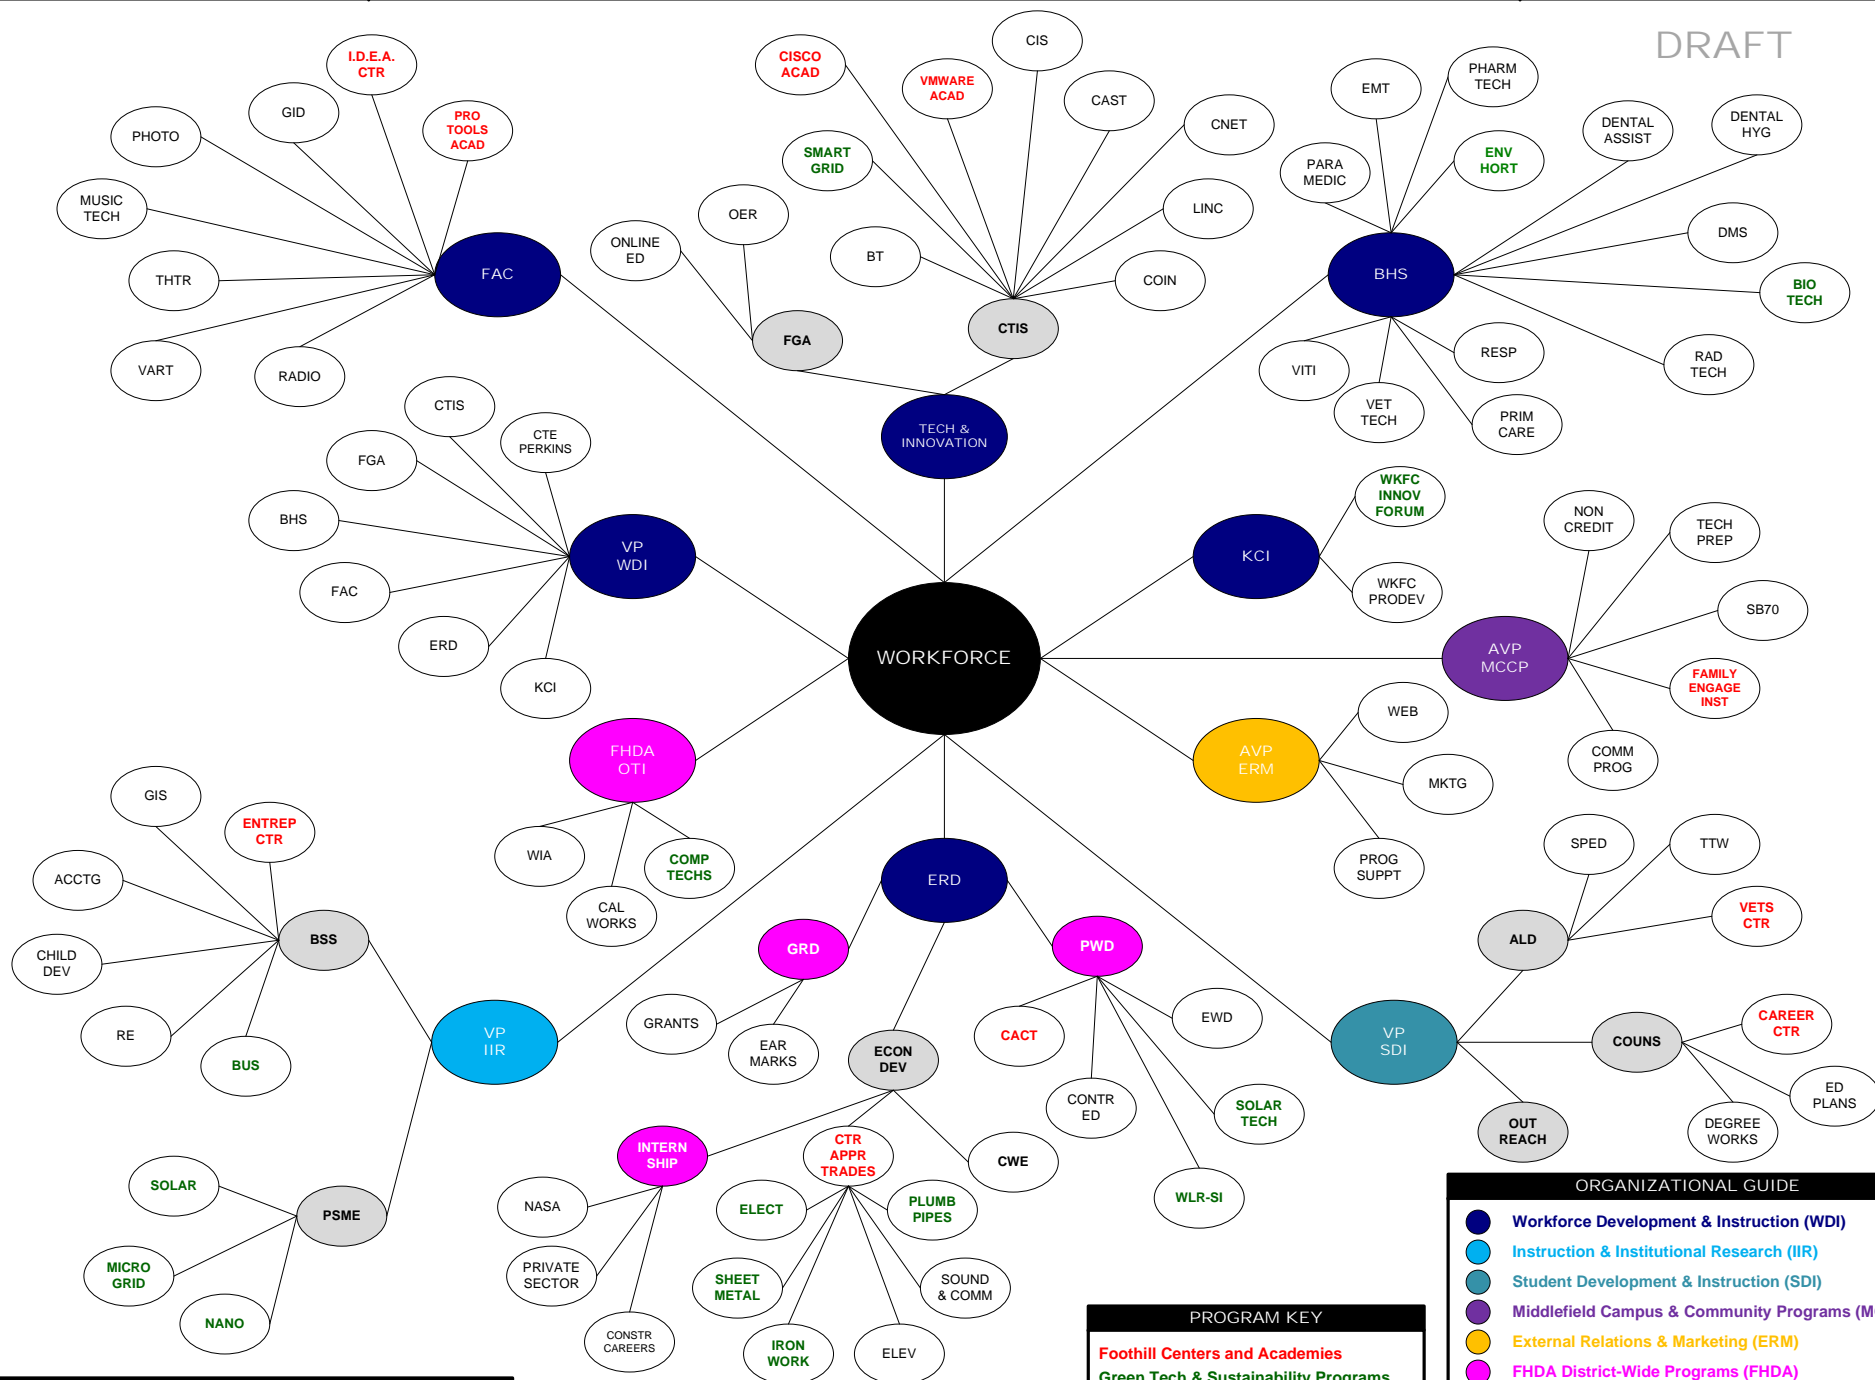 DRAFT
I.D.E.A.
CTR
GID
PRO
TOOLS
ACAD
PHOTO
MUSIC
TECH
THTR
VART
RADIO
FAC
CISCO
ACAD
VMWARE
ACAD
CIS
CAST
CNET
SMART
GRID
LINC
BT
COIN
CTIS
OER
ONLINE
ED
FGA
TECH &
INNOVATION
EMT
PHARM
TECH
PARA
MEDIC
ENV
HORT
DENTAL
ASSIST
DENTAL
HYG
DMS
BIO
TECH
RAD
TECH
BHS
VITI
VET
TECH
RESP
PRIM
CARE
CTIS
CTE
PERKINS
FGA
BHS
FAC
ERD
KCI
VP
WDI
KCI
WKFC
INNOV
FORUM
WKFC
PRODEV
WORKFORCE
AVP
MCCP
NON
CREDIT
TECH
PREP
SB70
FAMILY
ENGAGE
INST
COMM
PROG
FHDA
OTI
WIA
CAL
WORKS
COMP
TECHS
AVP
ERM
WEB
MKTG
PROG
SUPPT
GIS
ENTREP
CTR
ACCTG
CHILD
DEV
RE
BUS
BSS
VP
IIR
SOLAR
MICRO
GRID
NANO
PSME
ERD
GRD
GRANTS
EAR
MARKS
ECON
DEV
PWD
CACT
CONTR
ED
EWD
SOLAR
TECH
WLR-SI
INTERN
SHIP
NASA
PRIVATE
SECTOR
CONSTR
CAREERS
CTR
APPR
TRADES
CWE
ELECT
PLUMB
PIPES
SHEET
METAL
IRON
WORK
ELEV
SOUND
& COMM
SPED
TTW
VETS
CTR
ALD
VP
SDI
COUNS
CAREER
CTR
ED
PLANS
DEGREE
WORKS
OUT
REACH
ORGANIZATIONAL GUIDE
Workforce Development & Instruction (WDI)
Instruction & Institutional Research (IIR)
Student Development & Instruction (SDI)
Middlefield Campus & Community Programs
External Relations & Marketing (ERM)
FHDA District-Wide Programs (FHDA)
PROGRAM KEY
Foothill Centers and Academies
Green Tech & Sustainability Programs